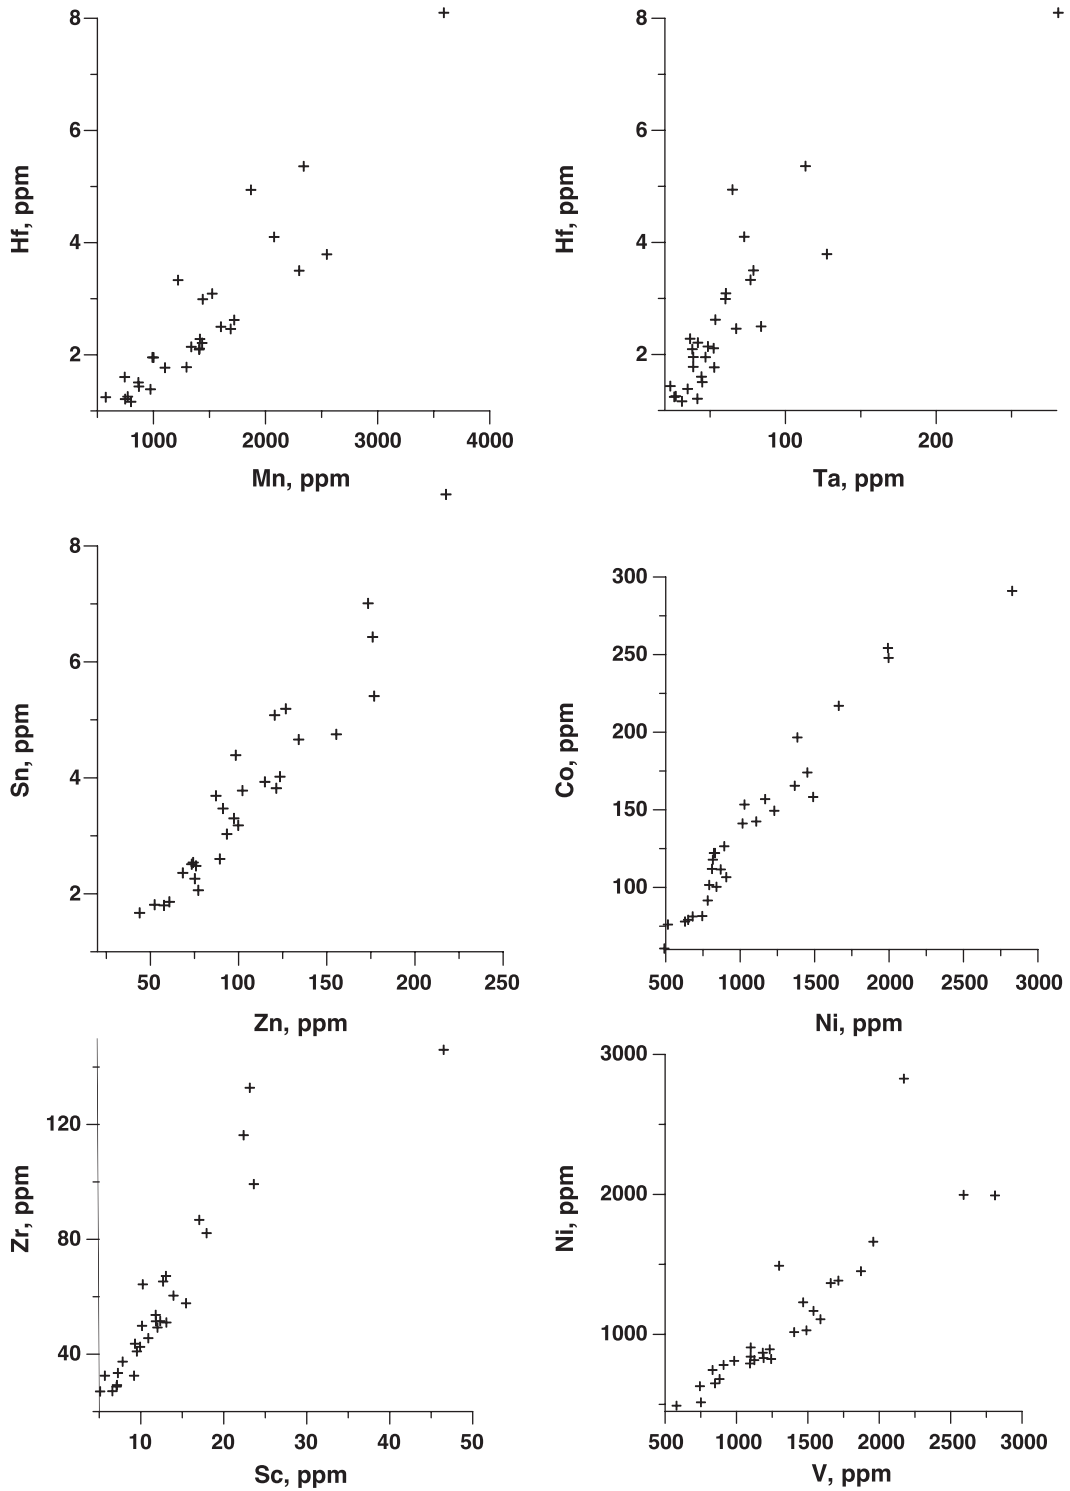 8
6
4
2
Hf, ppm
1000 2000 3000 4000
Mn, ppm
8
6
4
2
Hf, ppm
100 200
Ta, ppm
8
6
4
2
Sn, ppm
50 100 150 200 250
Zn, ppm
300
250
200
150
100
Co, ppm
500 1000 1500 2000 2500 3000
Ni, ppm
120
80
40
Zr, ppm
10 20 30 40 50
Sc, ppm
3000
2000
1000
Ni, ppm
500 1000 1500 2000 2500 3000
V, ppm